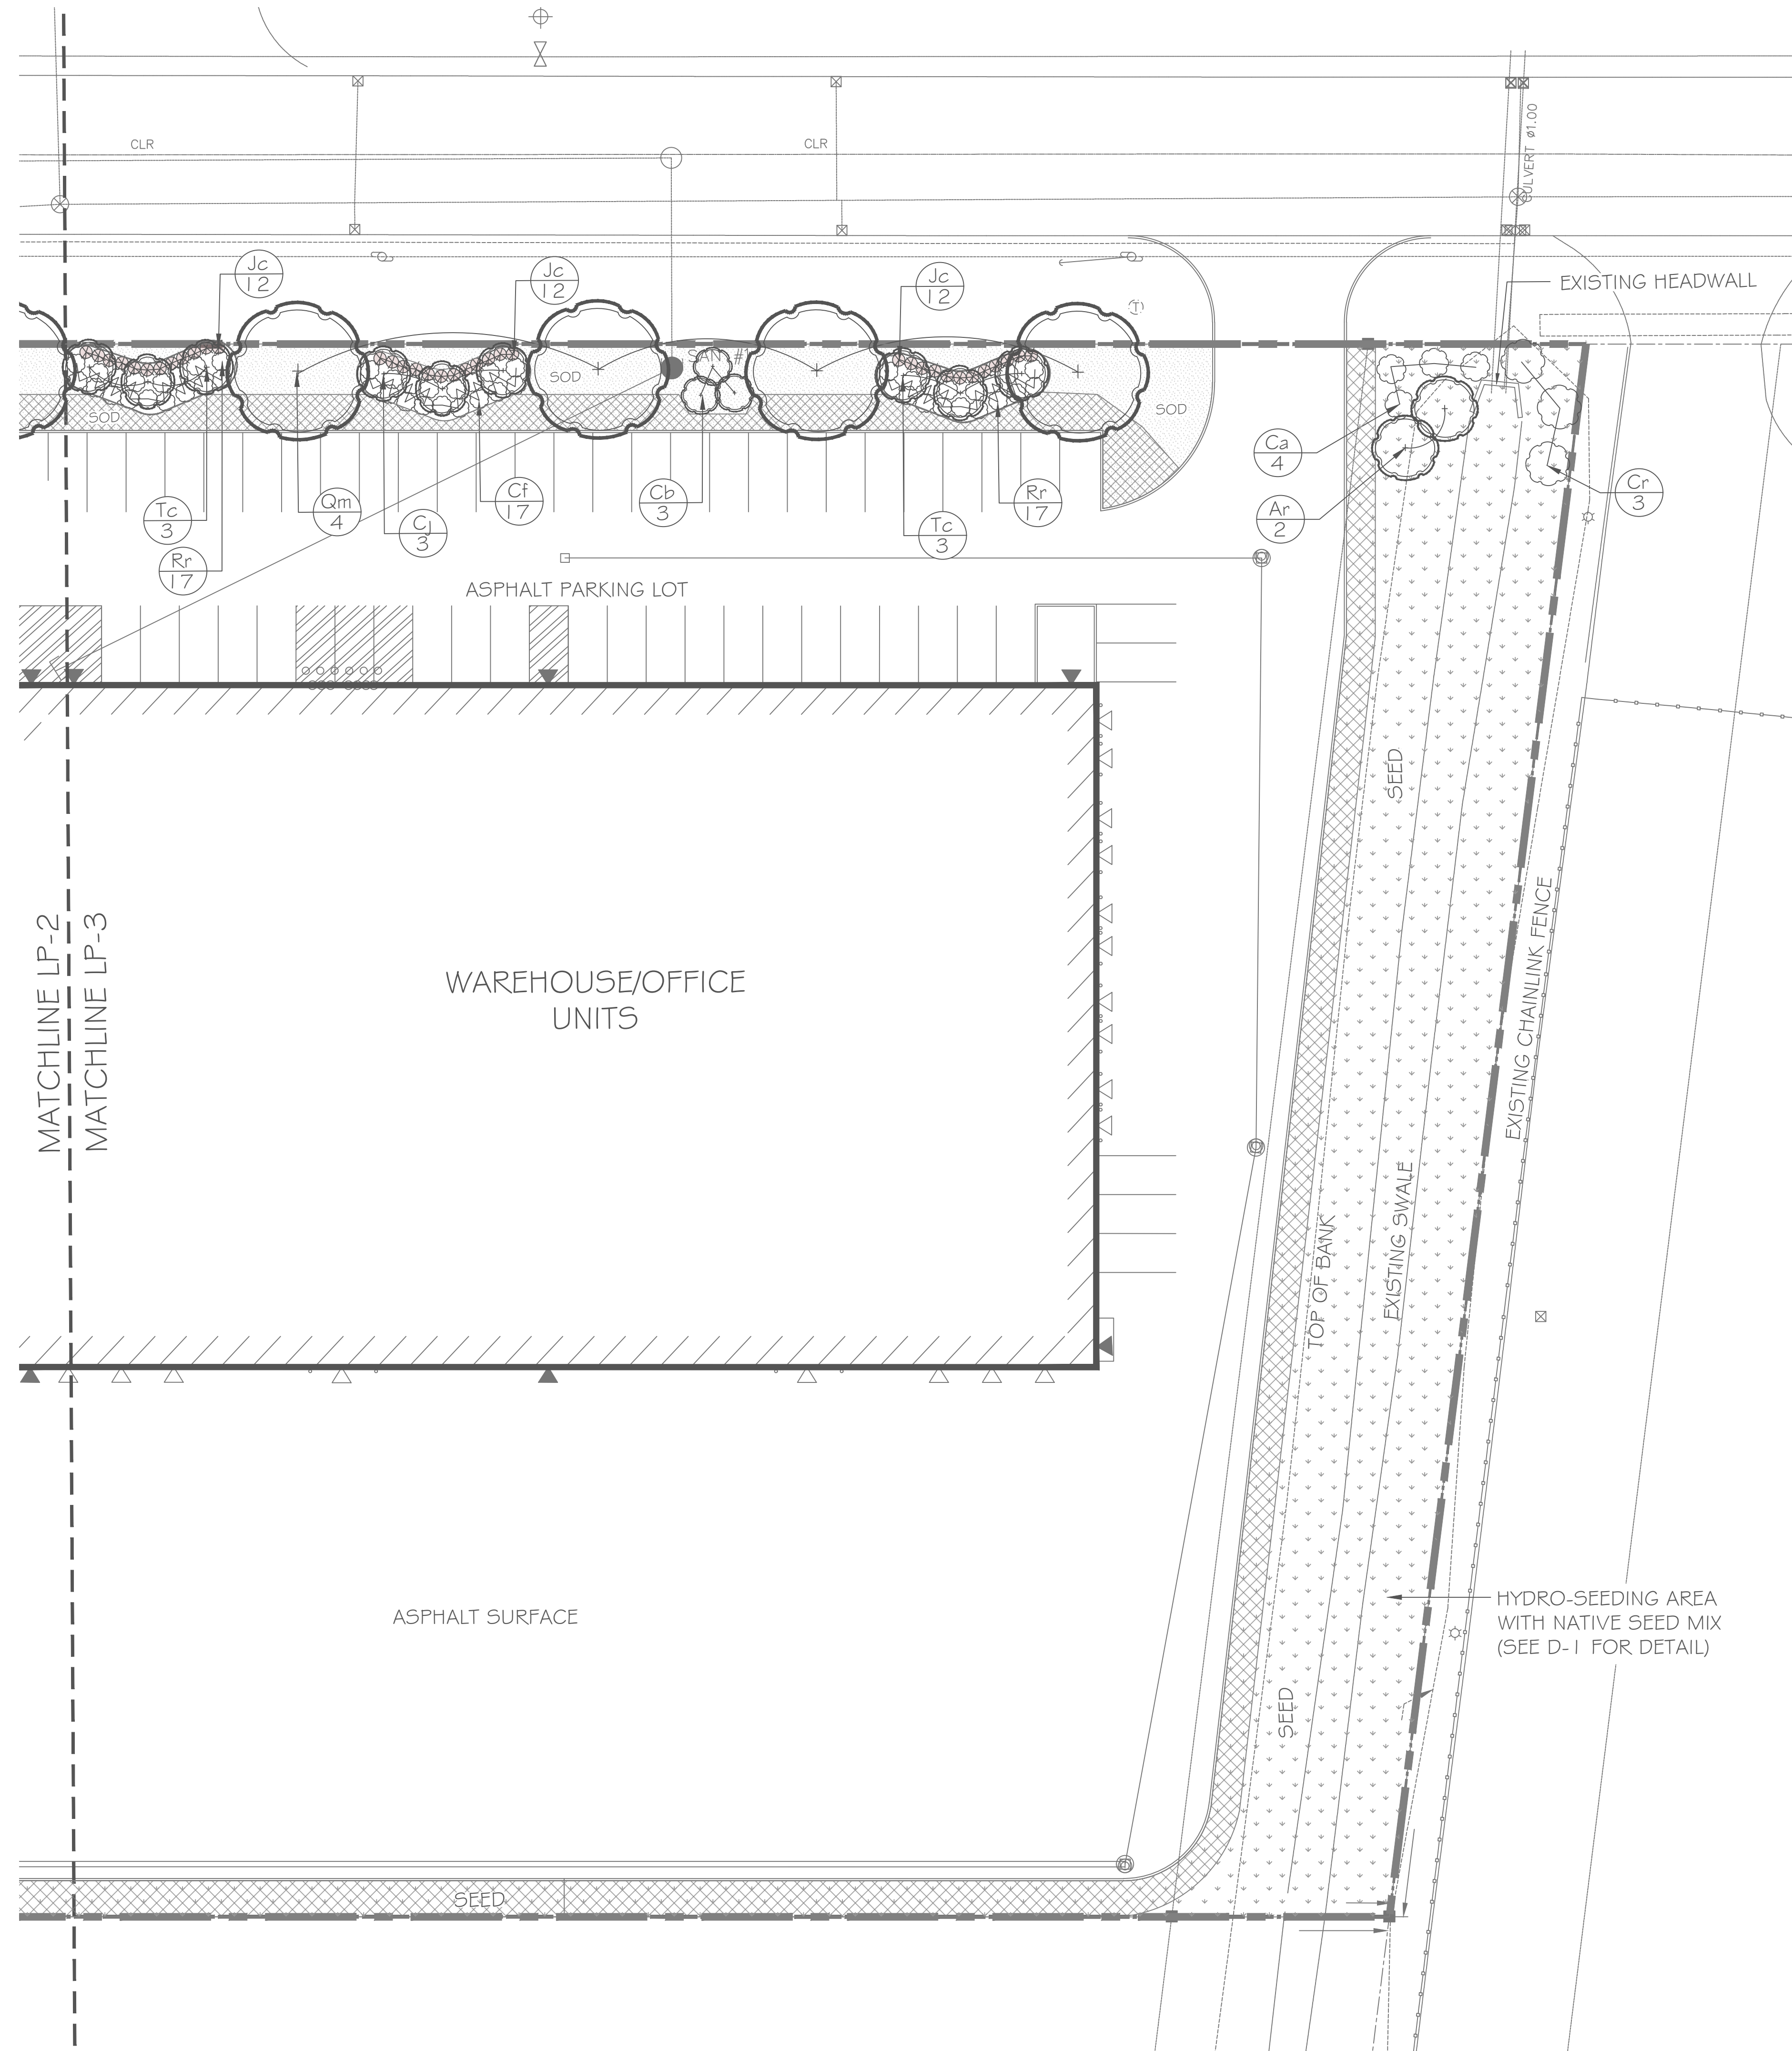 CLR
CLR
CULVERT ø1.00
Jc
12
Jc
12
Jc
12
EXISTING HEADWALL
T
SAN. #1
SOD
SOD
SOD
Ca
4
Ar
2
Cr
3
Tc
3
Rr
17
Qm
4
Cj
3
Cf
17
Cb
3
Tc
3
Rr
17
ASPHALT PARKING LOT
SEED
MATCHLINE LP-2
MATCHLINE LP-3
WAREHOUSE/OFFICE
UNITS
EXISTING CHAINLINK FENCE
EXISTING SWALE
TOP OF BANK
ASPHALT SURFACE
HYDRO-SEEDING AREA
WITH NATIVE SEED MIX
(SEE D-1 FOR DETAIL)
SEED
SEED